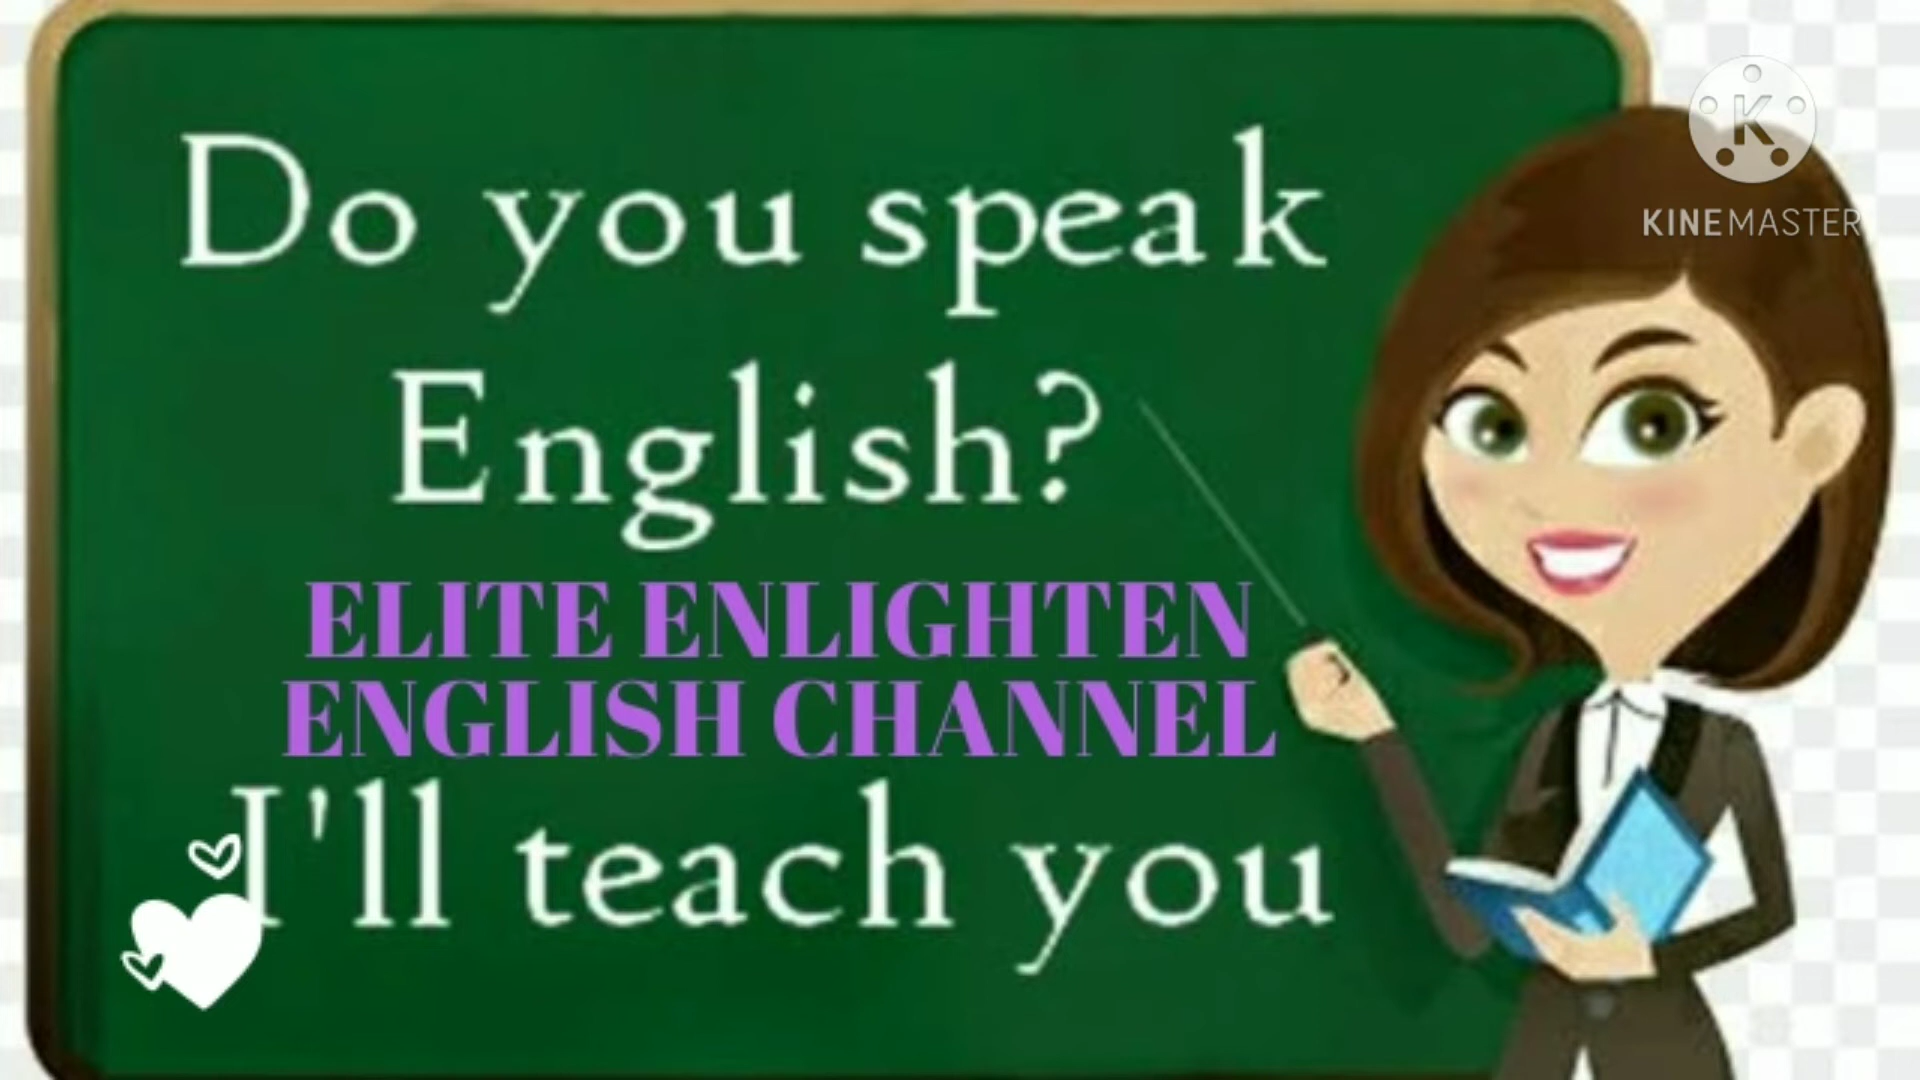 Do you speak
English?
ELITE ENLIGHTEN
ENGLISH CHANNEL
I'll teach you
K
KINEMASTER